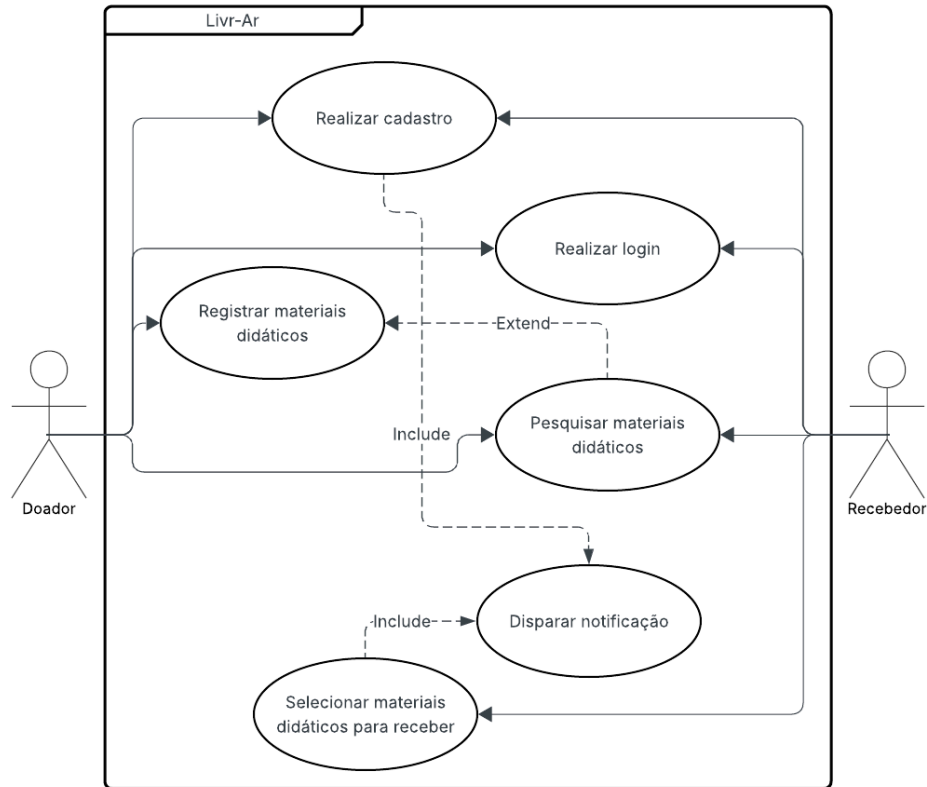 Livr-Ar
Realizar cadastro
Realizar login
Registrar materiais
didáticos
Extend
Pesquisar materiais
didáticos
Include
Doador
Recebedor
Include
Disparar notificação
Selecionar materiais
didáticos para receber